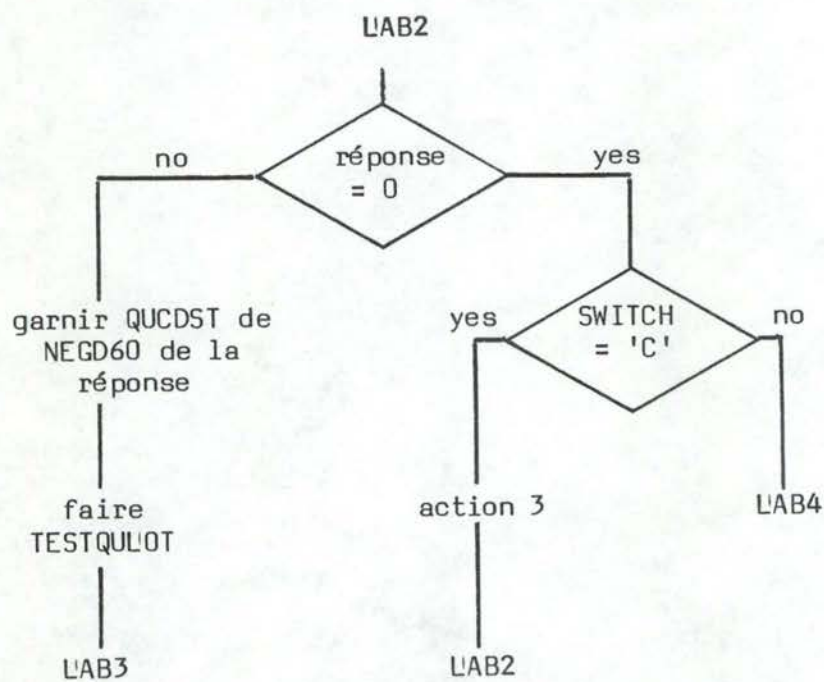 L'AB2
réponse
= 0
no
yes
garnir QUCDST de
NEGD60 de la
réponse
yes
SWITCH
= 'C'
no
faire
TESTQUL'OT
action 3
L'AB4
L'AB3
L'AB2